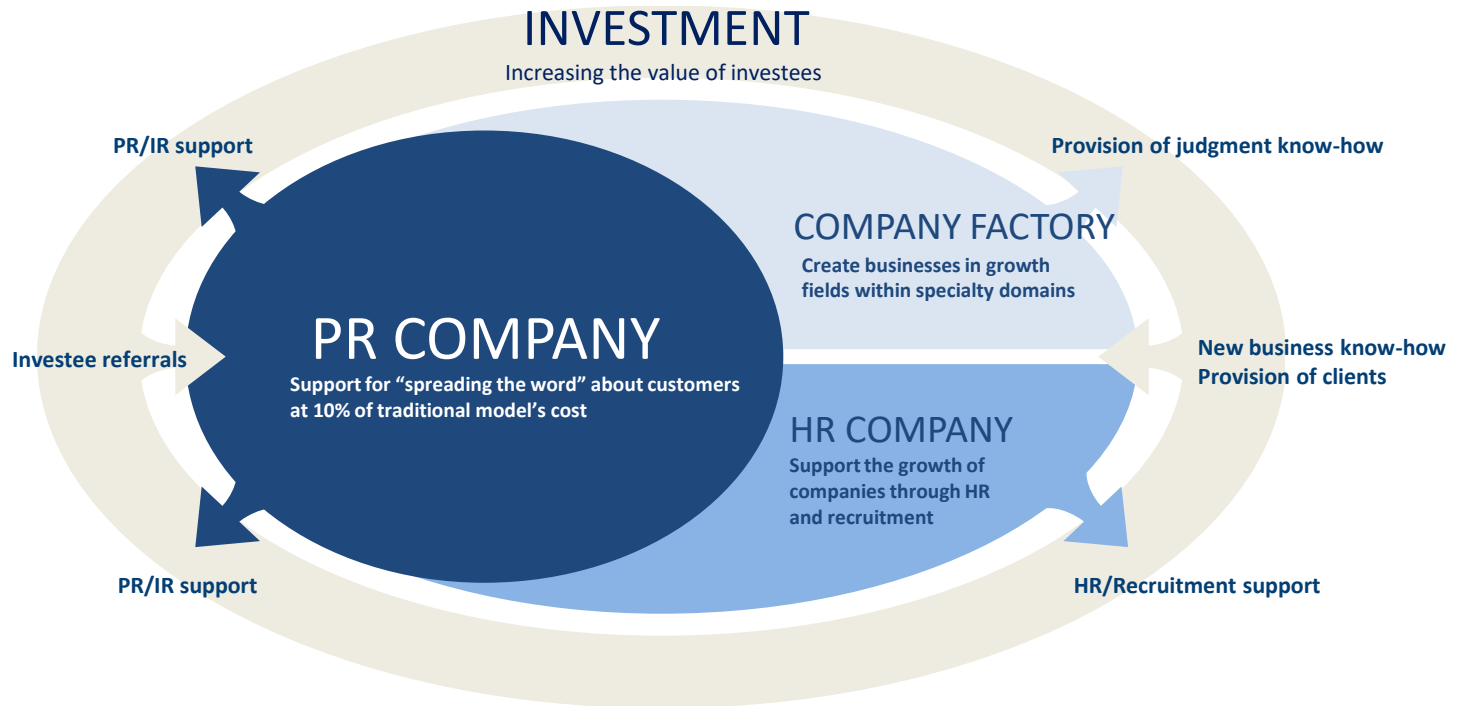 INVESTMENT
Increasing the value of investees
PR/IR support
Provision of judgment know-how
COMPANY FACTORY
Create businesses in growth
fields within specialty domains
PR COMPANY
Support for “spreading the word” about customers
at 10% of traditional model’s cost
Investee referrals
New business know-how
Provision of clients
HR COMPANY
Support the growth of
companies through HR
and recruitment
PR/IR support
HR/Recruitment support